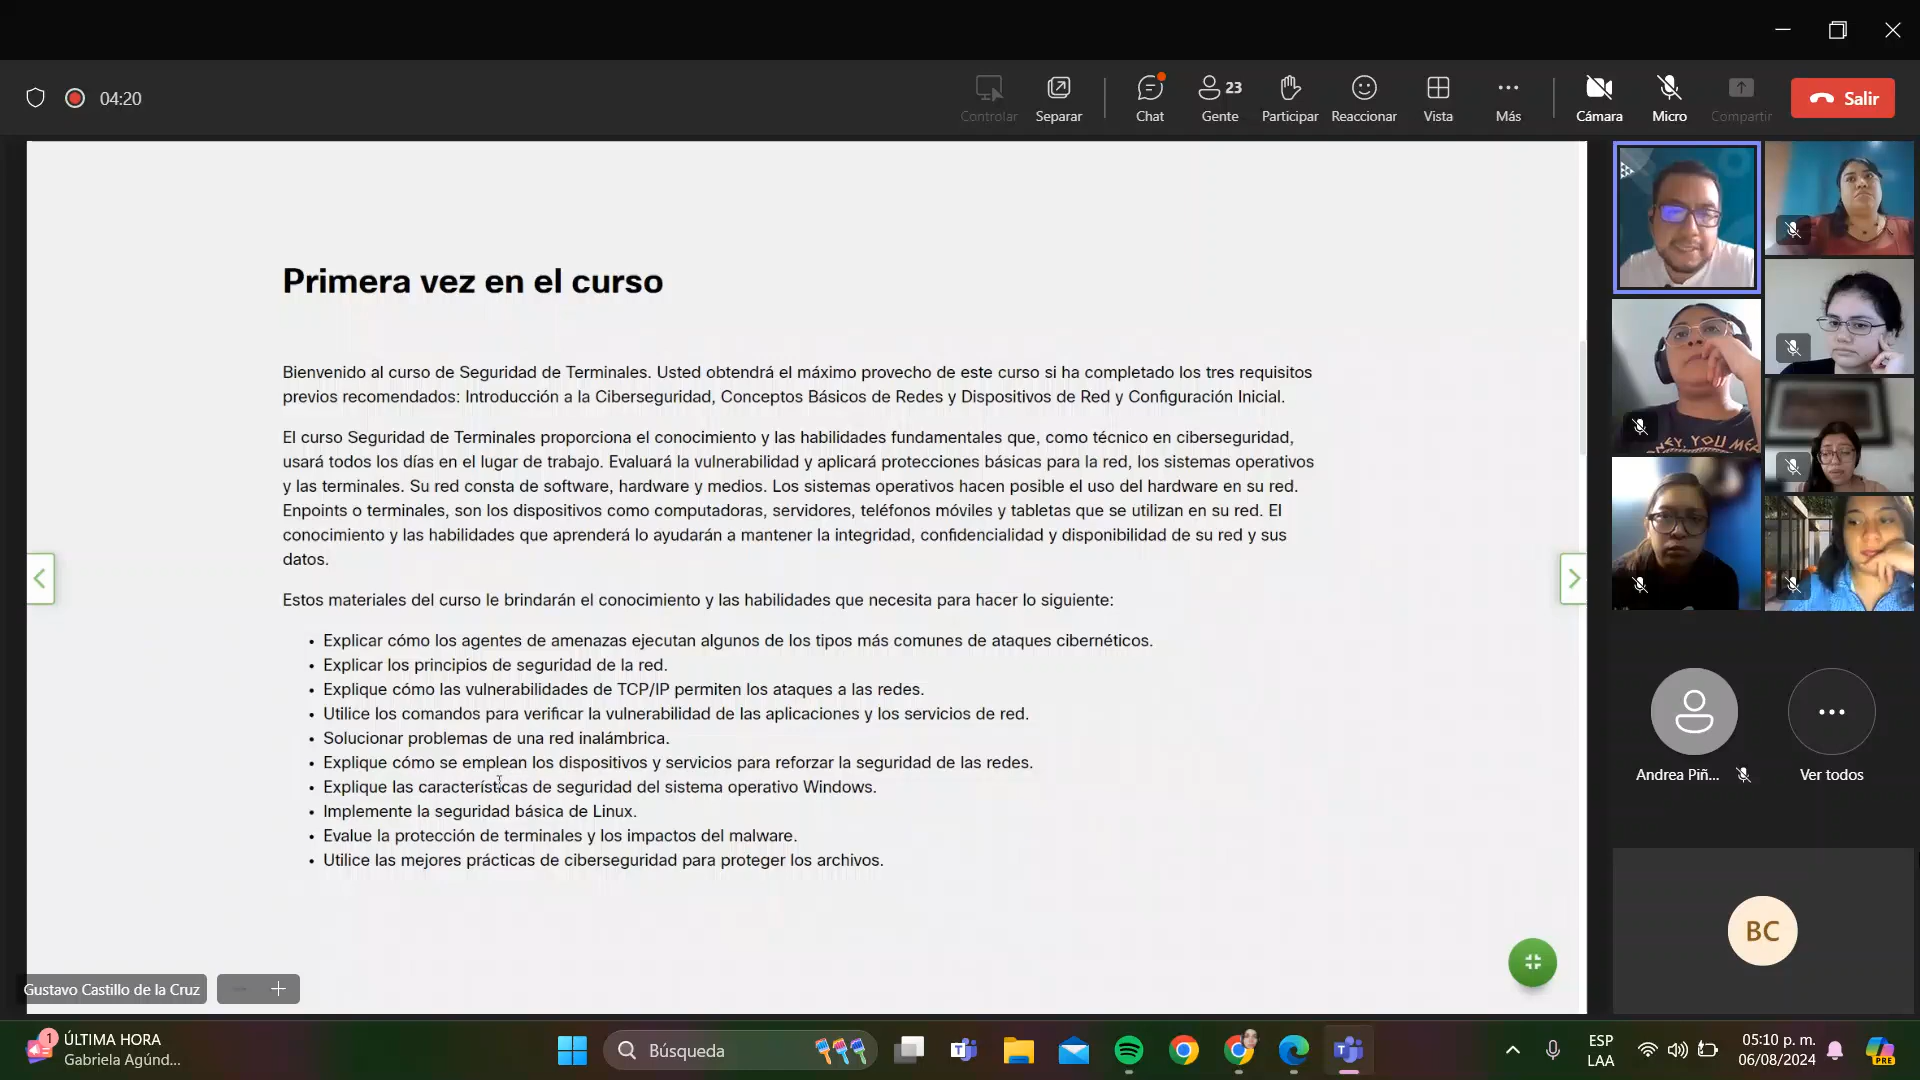 04:20
Controlar
Separar
Chat
23
Gente
Participar
Reaccionar
Vista
Más
Cámara
Micro
Compartir
Salir
Primera vez en el curso
Bienvenido al curso de Seguridad de Terminales. Usted obtendrá el máximo provecho de este curso si ha completado los tres requisitos
previos recomendados: Introducción a la Ciberseguridad, Conceptos Básicos de Redes y Dispositivos de Red y Configuración Inicial.
El curso Seguridad de Terminales proporciona el conocimiento y las habilidades fundamentales que, como técnico en ciberseguridad,
usará todos los días en el lugar de trabajo. Evaluará la vulnerabilidad y aplicará protecciones básicas para la red, los sistemas operativos
y las terminales. Su red consta de software, hardware y medios. Los sistemas operativos hacen posible el uso del hardware en su red.
Enpoints o terminales, son los dispositivos como computadoras, servidores, teléfonos móviles y tabletas que se utilizan en su red. El
conocimiento y las habilidades que aprenderá lo ayudarán a mantener la integridad, confidencialidad y disponibilidad de su red y sus
datos.
Estos materiales del curso le brindarán el conocimiento y las habilidades que necesita para hacer lo siguiente:
• Explicar cómo los agentes de amenazas ejecutan algunos de los tipos más comunes de ataques cibernéticos.
• Explicar los principios de seguridad de la red.
• Explique cómo las vulnerabilidades de TCP/IP permiten los ataques a las redes.
• Utilice los comandos para verificar la vulnerabilidad de las aplicaciones y los servicios de red.
• Solucionar problemas de una red inalámbrica.
• Explique cómo se emplean los dispositivos y servicios para reforzar la seguridad de las redes.
• Explique las características de seguridad del sistema operativo Windows.
• Implemente la seguridad básica de Linux.
• Evalue la protección de terminales y los impactos del malware.
• Utilice las mejores prácticas de ciberseguridad para proteger los archivos.
Gustavo Castillo de la Cruz
Andrea Piñ...
Ver todos
BC
1
ÚLTIMA HORA
Gabriela Agúnd...
Búsqueda
ESP
LAA
05:10 p. m.
06/08/2024
PRE